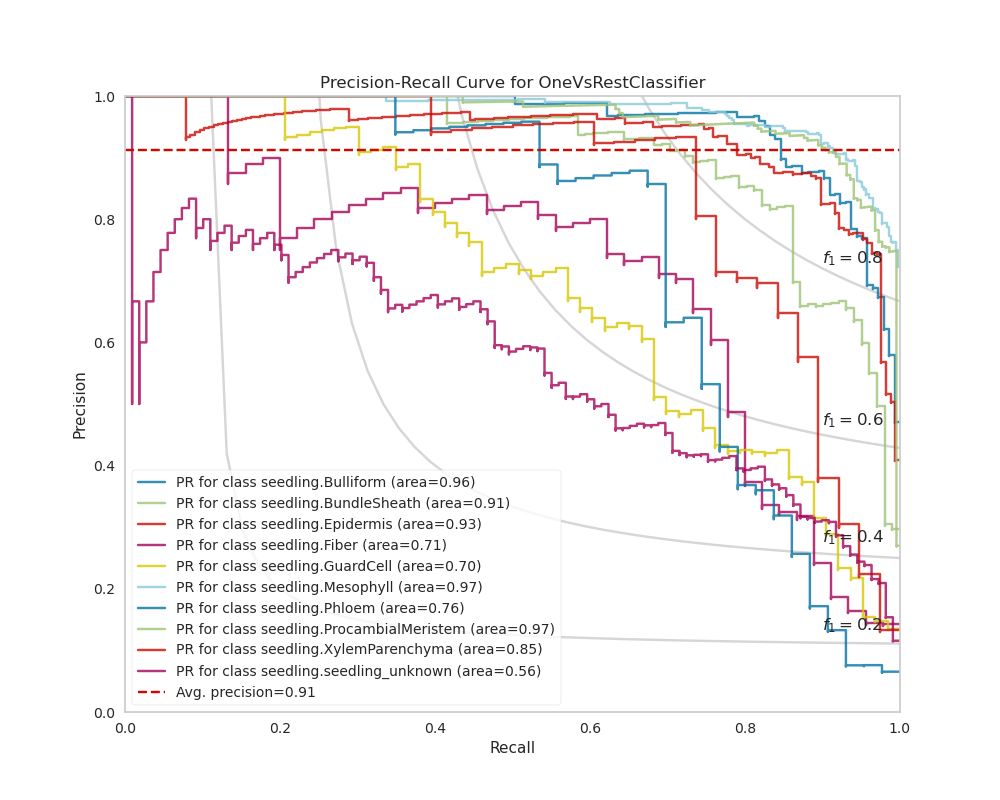 Precision-Recall Curve for OneVsRestClassifier
1.0
0.8
0.6
0.4
0.2
0.0
Precision
f1 = 0.8
f1 = 0.6
f1 = 0.4
f1 = 0.2
PR for class seedling.Bulliform (area=0.96)
PR for class seedling.BundleSheath (area=0.91)
PR for class seedling.Epidermis (area=0.93)
PR for class seedling.Fiber (area=0.71)
PR for class seedling.GuardCell (area=0.70)
PR for class seedling.Mesophyll (area=0.97)
PR for class seedling.Phloem (area=0.76)
PR for class seedling.ProcambialMeristem (area=0.97)
PR for class seedling.XylemParenchyma (area=0.85)
PR for class seedling.seedling_unknown (area=0.56)
Avg. precision=0.91
0.0 0.2 0.4 0.6 0.8 1.0
Recall